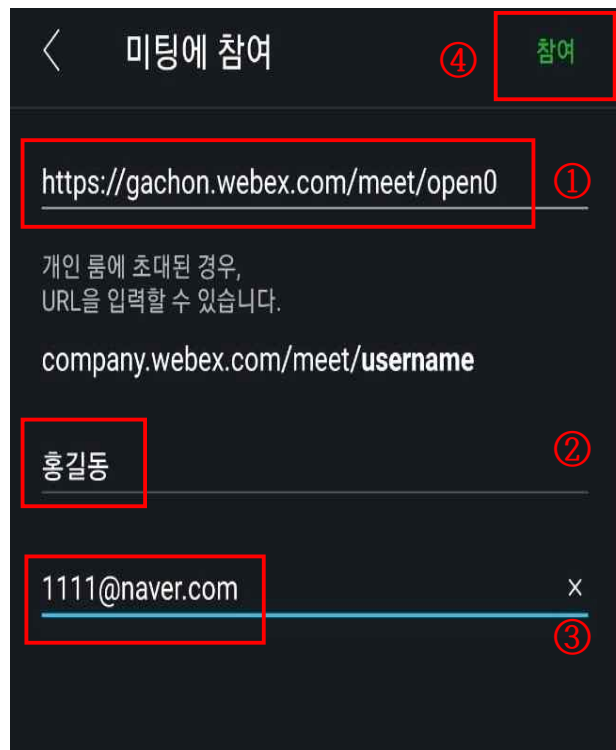 미팅에 참여 ④ 참여
https://gachon.webex.com/meet/open0 ①
개인 룸에 초대된 경우,
URL을 입력할 수 있습니다.
company.webex.com/meet/username
홍길동 ②
1111@naver.com ×
③